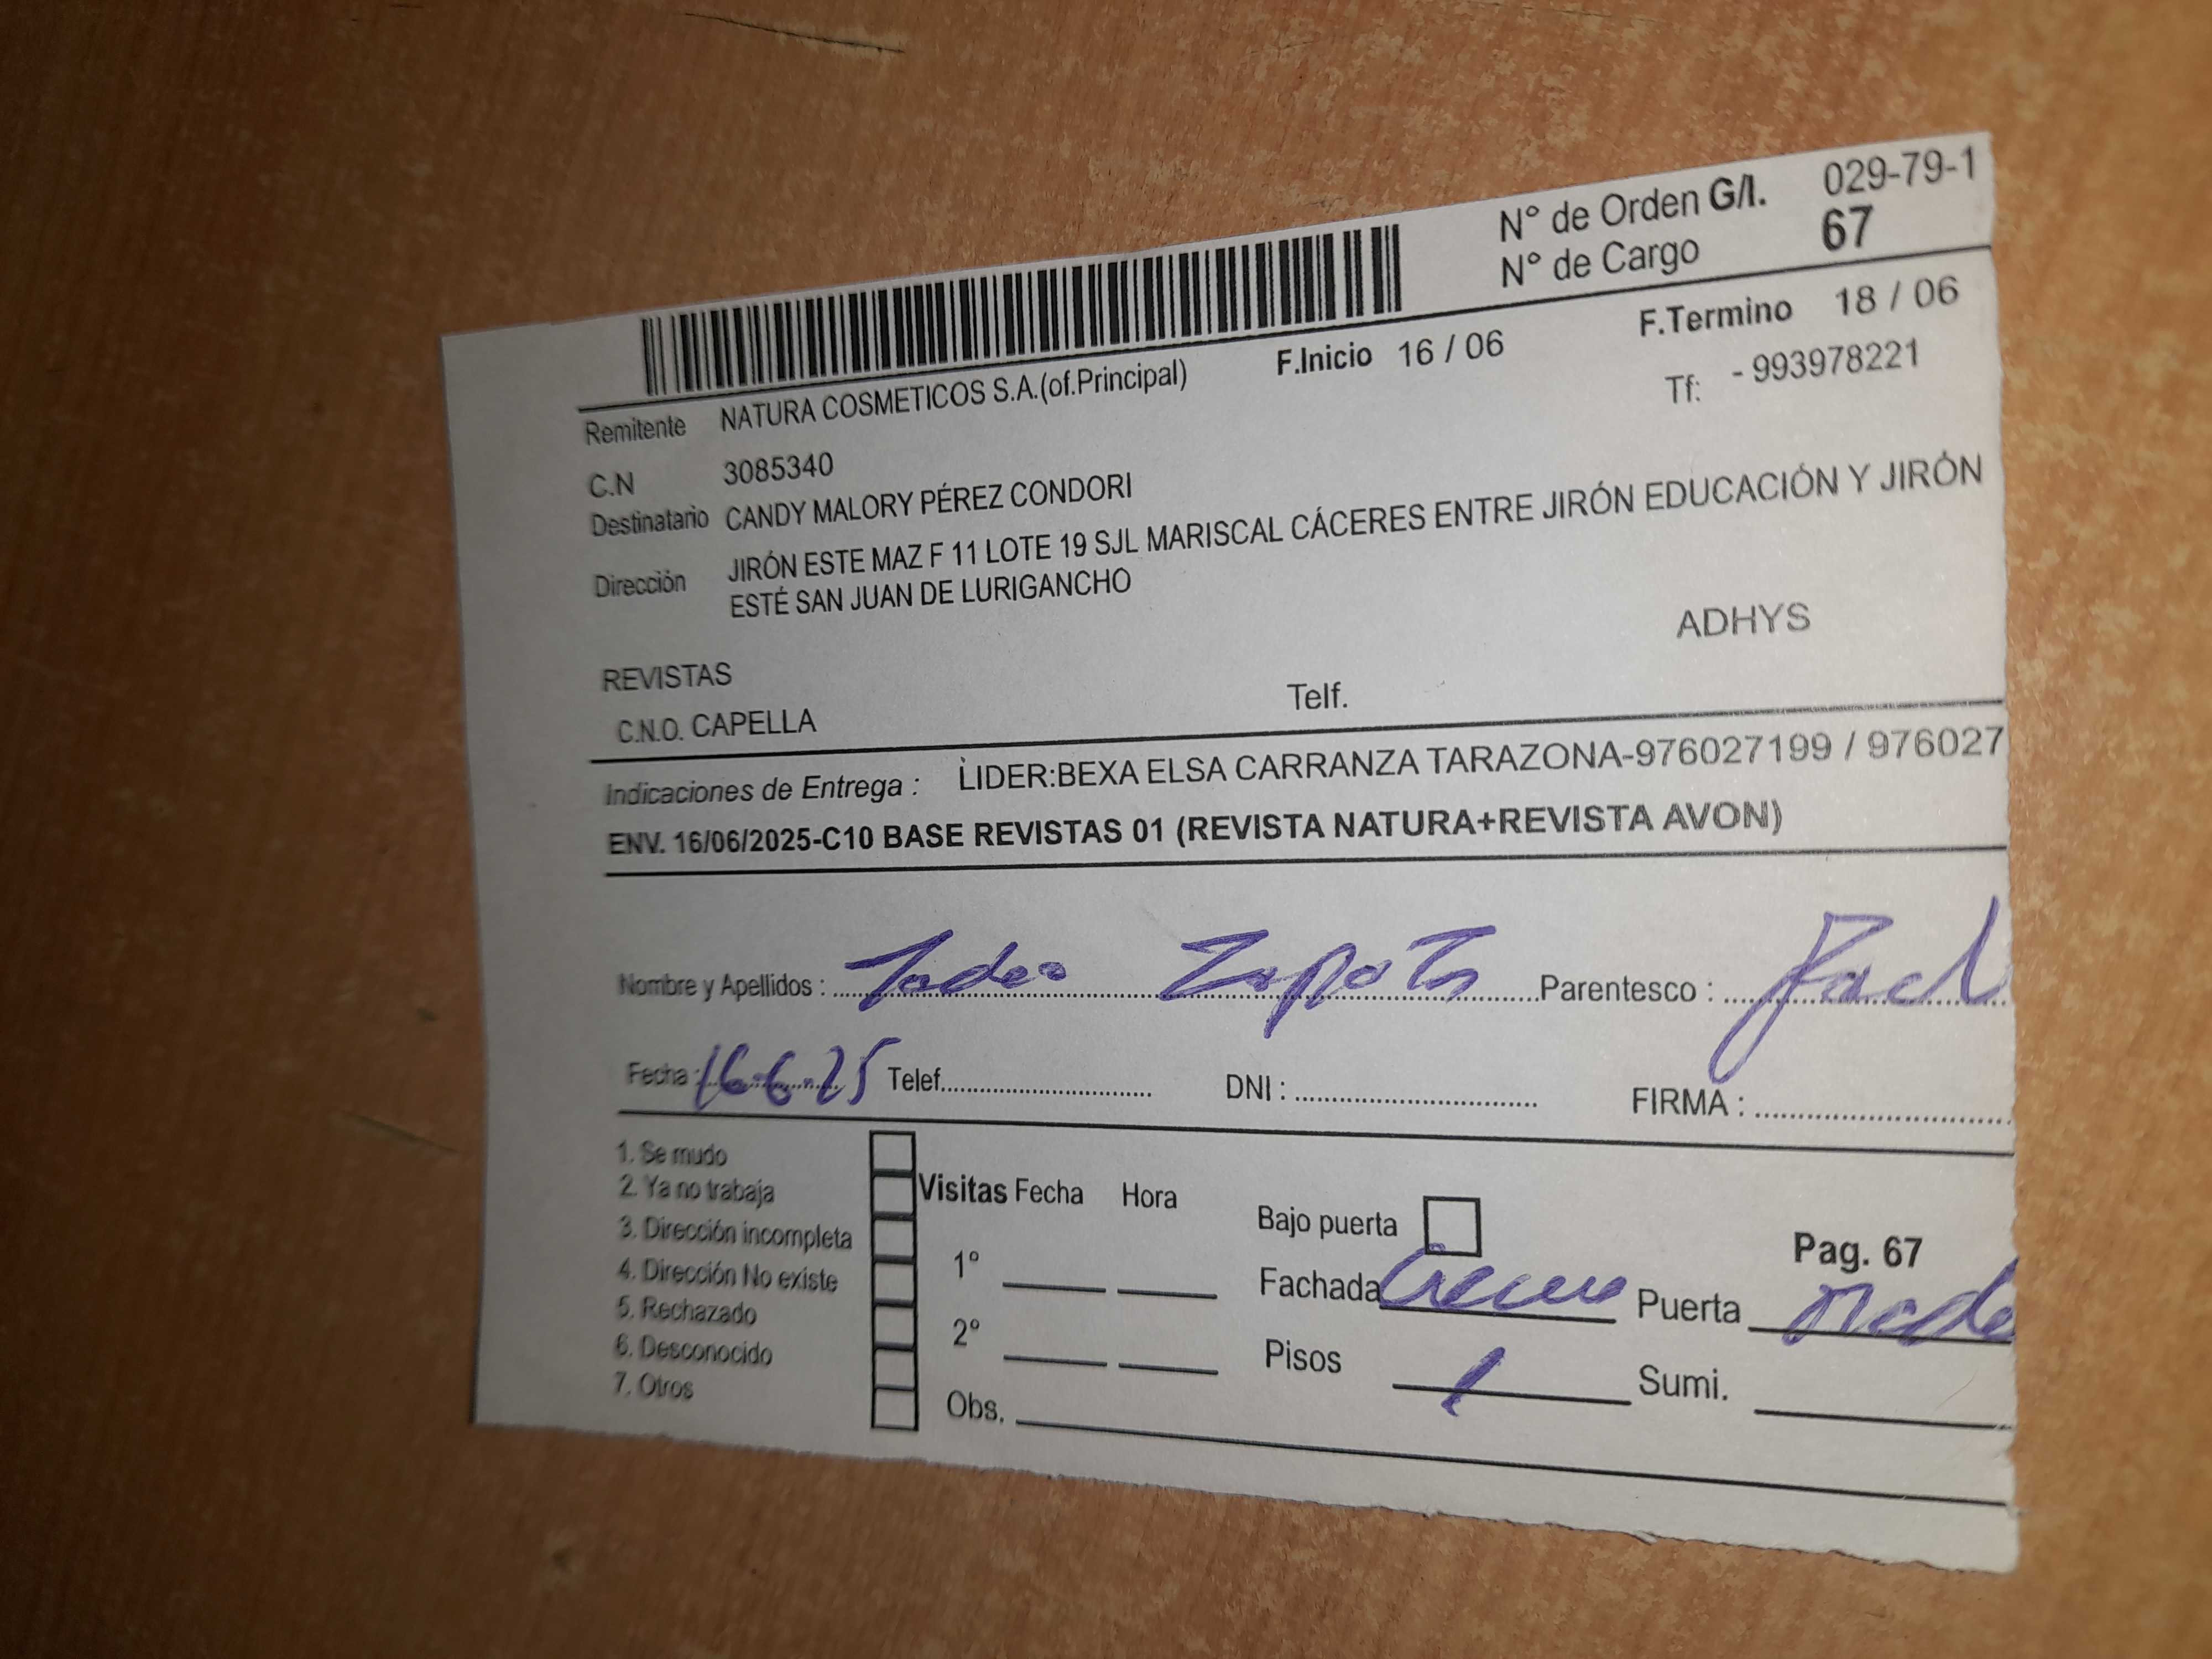 N° de Orden G/I. 029-79-1
N° de Cargo 67
F.Inicio 16 / 06 F.Termino 18 / 06
Remitente NATURA COSMETICOS S.A.(of.Principal) Tf: - 993978221
C.N 3085340
Destinatario CANDY MALORY PÉREZ CONDORI
Dirección JIRÓN ESTE MAZ F 11 LOTE 19 SJL MARISCAL CÁCERES ENTRE JIRÓN EDUCACIÓN Y JIRÓN
ESTÉ SAN JUAN DE LURIGANCHO
ADHYS
REVISTAS
C.N.O. CAPELLA Telf.
Indicaciones de Entrega : LIDER:BEXA ELSA CARRANZA TARAZONA-976027199 / 976027
ENV. 16/06/2025-C10 BASE REVISTAS 01 (REVISTA NATURA+REVISTA AVON)
Nombre y Apellidos : Zapata Parentesco :
Fecha : 16-6-25 Telef. DNI : FIRMA :
1. Se mudo
2. Ya no trabaja
3. Dirección incompleta
4. Dirección No existe
5. Rechazado
6. Desconocido
7. Otros
Visitas Fecha Hora
1°
2°
Obs.
Bajo puerta Pag. 67
Fachada Crema Puerta Made
Pisos 1 Sumi.